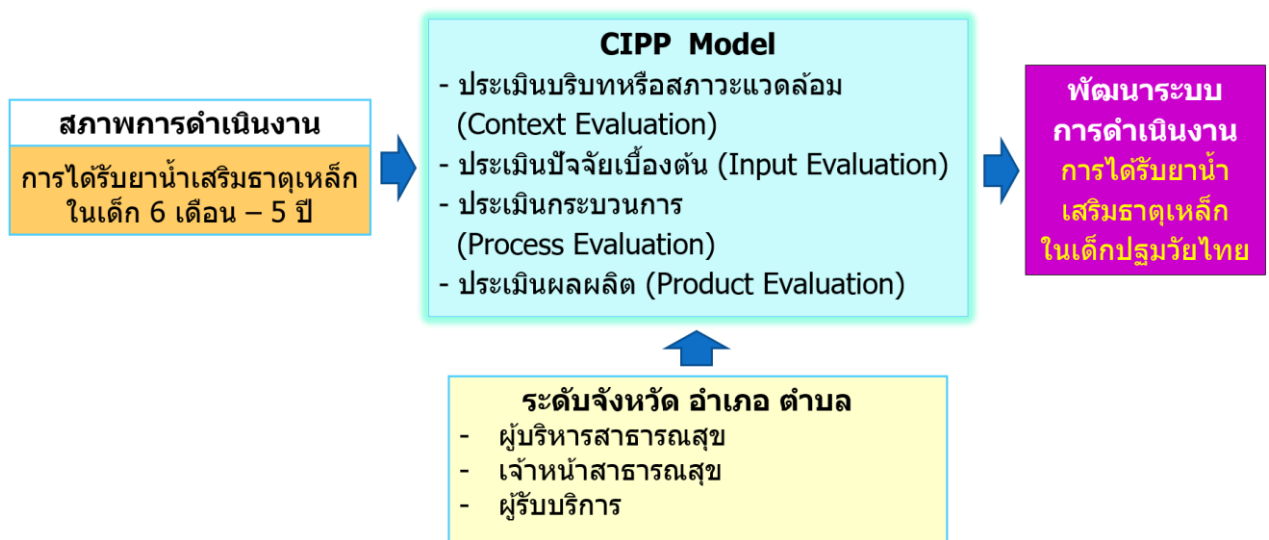 สภาพการดำเนินงาน
การได้รับยาน้ำเสริมธาตุเหล็ก
ในเด็ก 6 เดือน – 5 ปี
CIPP Model
- ประเมินบริบทหรือสภาวะแวดล้อม
(Context Evaluation)
- ประเมินปัจจัยเบื้องต้น (Input Evaluation)
- ประเมินกระบวนการ
(Process Evaluation)
- ประเมินผลผลิต (Product Evaluation)
พัฒนาระบบ
การดำเนินงาน
การได้รับยาน้ำ
เสริมธาตุเหล็ก
ในเด็กปฐมวัยไทย
ระดับจังหวัด อำเภอ ตำบล
- ผู้บริหารสาธารณสุข
- เจ้าหน้าสาธารณสุข
- ผู้รับบริการ